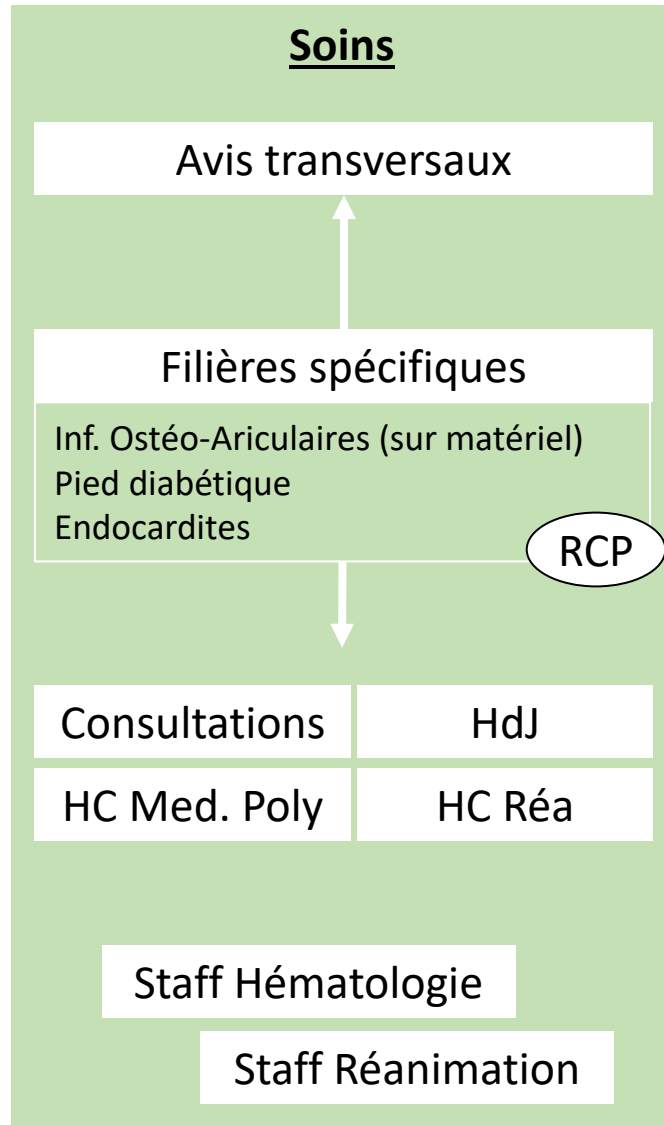 Soins
Avis transversaux
Filières spécifiques
Inf. Ostéo-Ariculaires (sur matériel)
Pied diabétique
Endocardites
RCP
Consultations
HdJ
HC Med. Poly
HC Réa
Staff Hématologie
Staff Réanimation